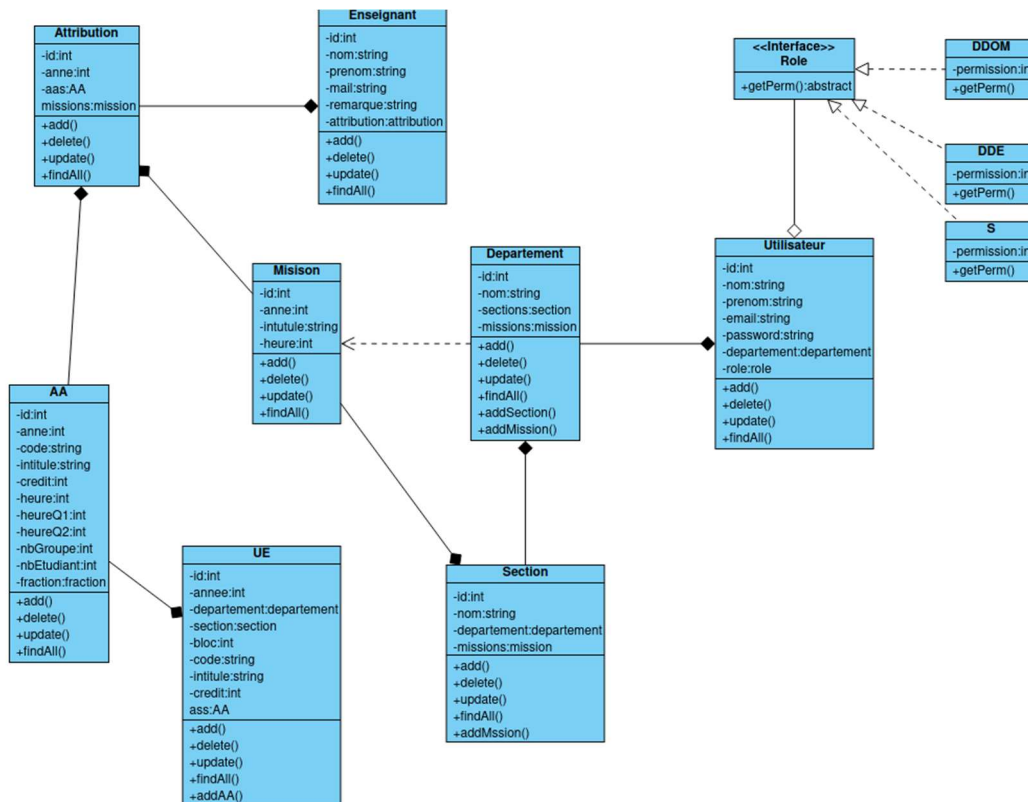 Attribution
-id:int
-anne:int
-aas:AA
missions:mission
+add()
+delete()
+update()
+findAll()
Enseignant
-id:int
-nom:string
-prenom:string
-mail:string
-remarque:string
-attribution:attribution
+add()
+delete()
+update()
+findAll()
<<Interface>>
Role
+getPerm():abstract
DDOM
-permission:in
+getPerm()
DDE
-permission:in
+getPerm()
S
-permission:in
+getPerm()
Misison
-id:int
-anne:int
-intutule:string
-heure:int
+add()
+delete()
+update()
+findAll()
Departement
-id:int
-nom:string
-sections:section
-missions:mission
+add()
+delete()
+update()
+findAll()
+addSection()
+addMission()
Utilisateur
-id:int
-nom:string
-prenom:string
-email:string
-password:string
-departement:departement
-role:role
+add()
+delete()
+update()
+findAll()
AA
-id:int
-anne:int
-code:string
-intitule:string
-credit:int
-heure:int
-heureQ1:int
-heureQ2:int
-nbGroupe:int
-nbEtudiant:int
-fraction:fraction
+add()
+delete()
+update()
+findAll()
UE
-id:int
-annee:int
-departement:departement
-section:section
-bloc:int
-code:string
-intitule:string
-credit:int
ass:AA
+add()
+delete()
+update()
+findAll()
+addAA()
Section
-id:int
-nom:string
-departement:departement
-missions:mission
+add()
+delete()
+update()
+findAll()
+addMssion()